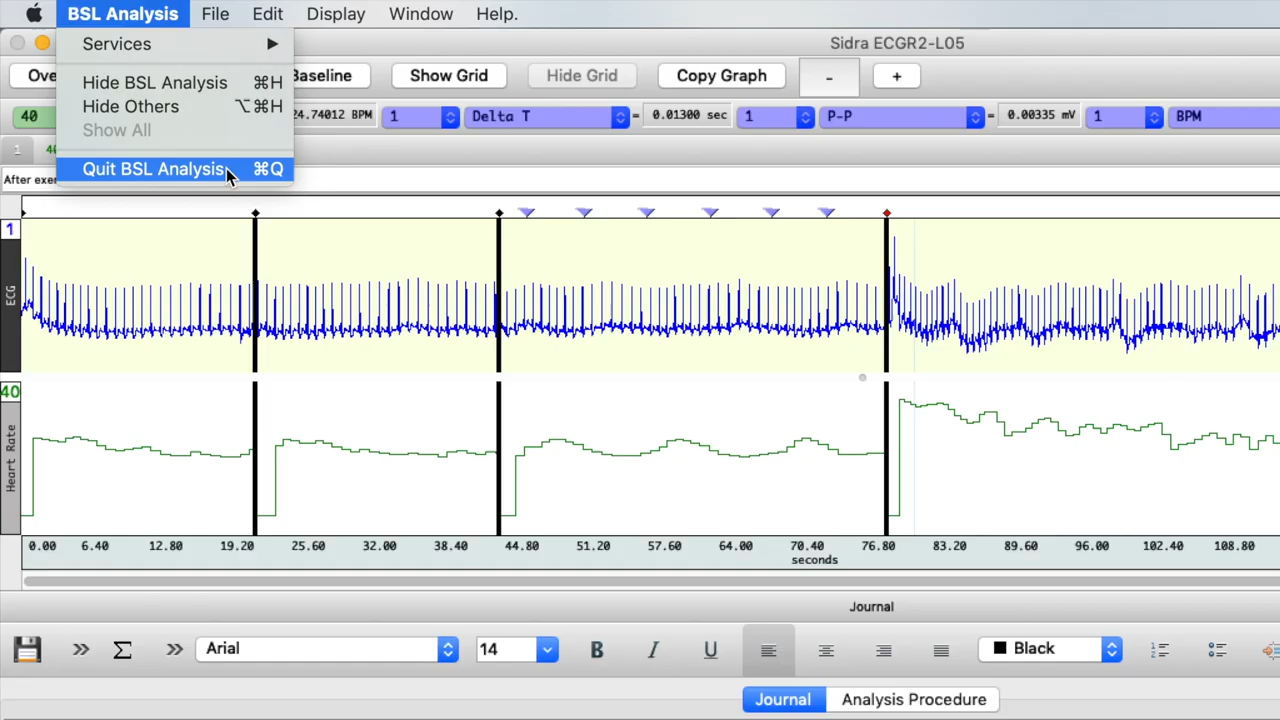 BSL Analysis File Edit Display Window Help.
Services
Hide BSL Analysis ⌘H
Hide Others ⌥⌘H
Show All
Quit BSL Analysis ⌘Q
Sidra ECGR2-L05
Ove
Baseline Show Grid Hide Grid Copy Graph - +
40 24.74012 BPM 1 Delta T = 0.01300 sec 1 P-P = 0.00335 mV 1 BPM
1 40
After exer
1
ECG
40
Heart Rate
0.00 6.40 12.80 19.20 25.60 32.00 38.40 44.80 51.20 57.60 64.00 70.40 76.80 83.20 89.60 96.00 102.40 108.80
seconds
Journal
Arial 14 B I U Black
Journal Analysis Procedure